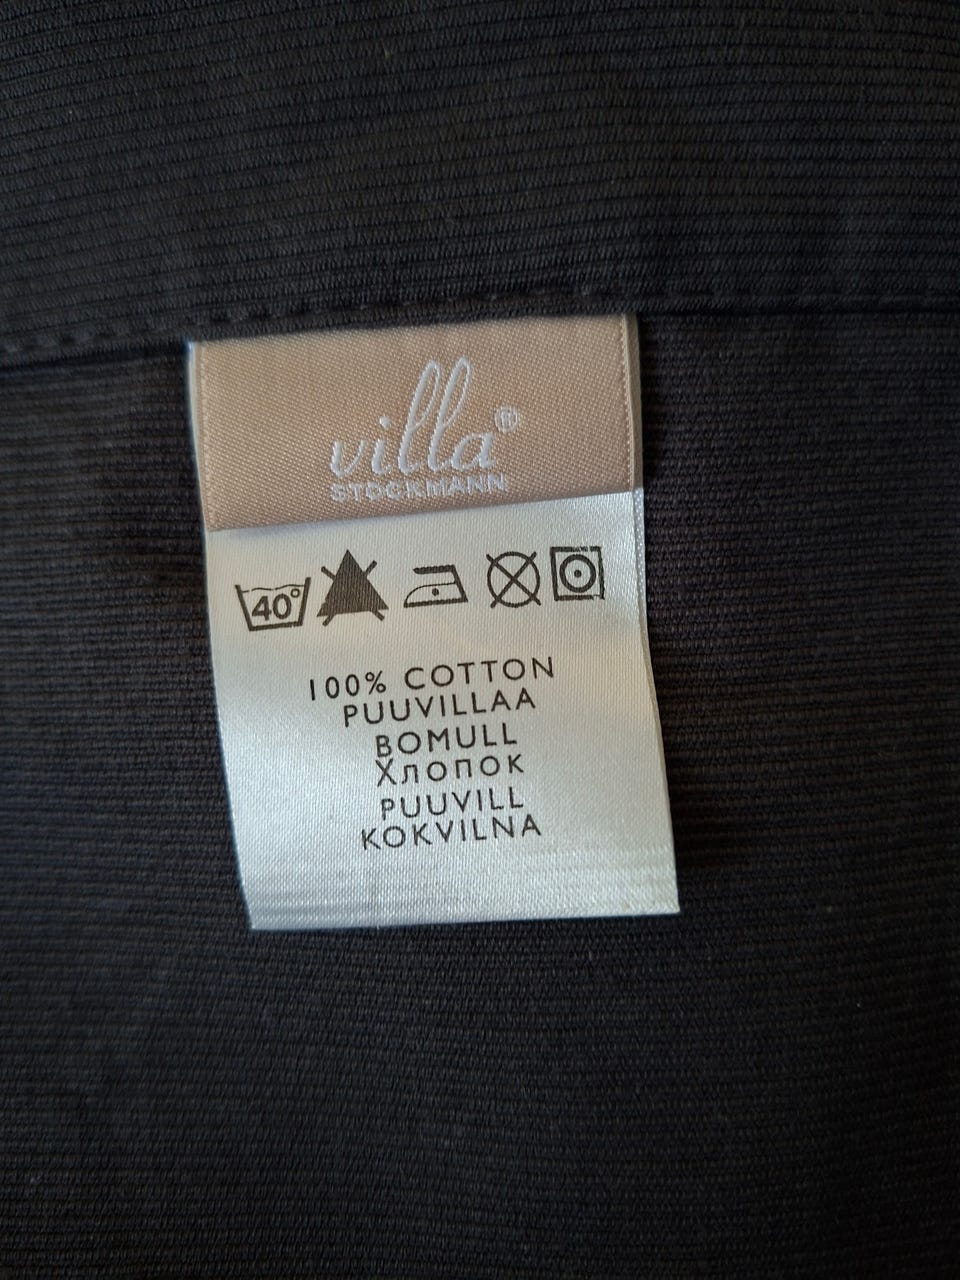 villa®
STOCKMANN
40°
100% COTTON
PUUVILLAA
BOMULL
Хлопок
PUUVILL
KOKVILNA